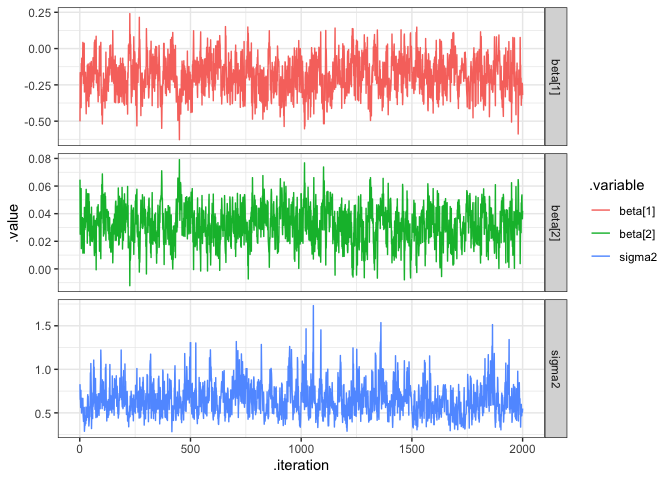 .value
0.25
0.00
-0.25
-0.50
beta[1]
0.08
0.06
0.04
0.02
0.00
beta[2]
1.5
1.0
0.5
sigma2
0
500
1000
1500
2000
.iteration
.variable
beta[1]
beta[2]
sigma2